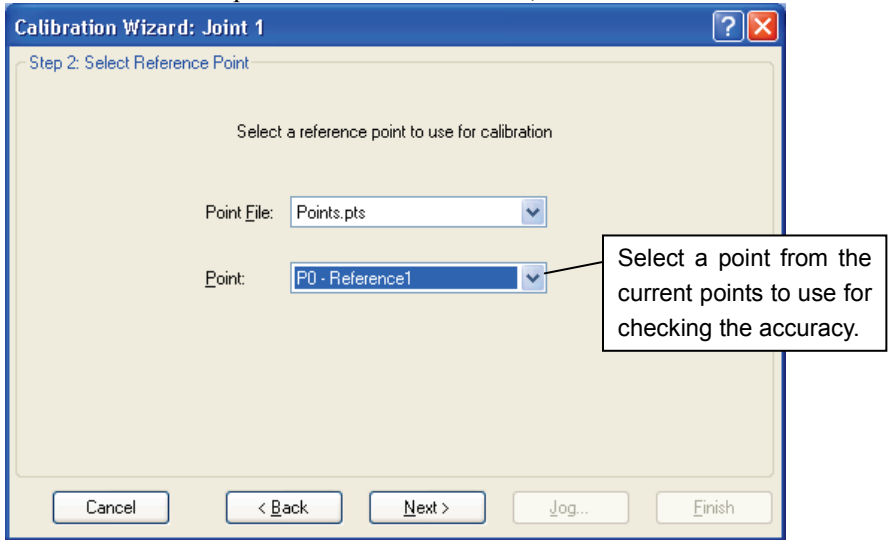 Calibration Wizard: Joint 1
Step 2: Select Reference Point
Select a reference point to use for calibration
Point File: Points.pts
Point: P0 - Reference1
Select a point from the
current points to use for
checking the accuracy.
Cancel < Back Next > Jog... Finish